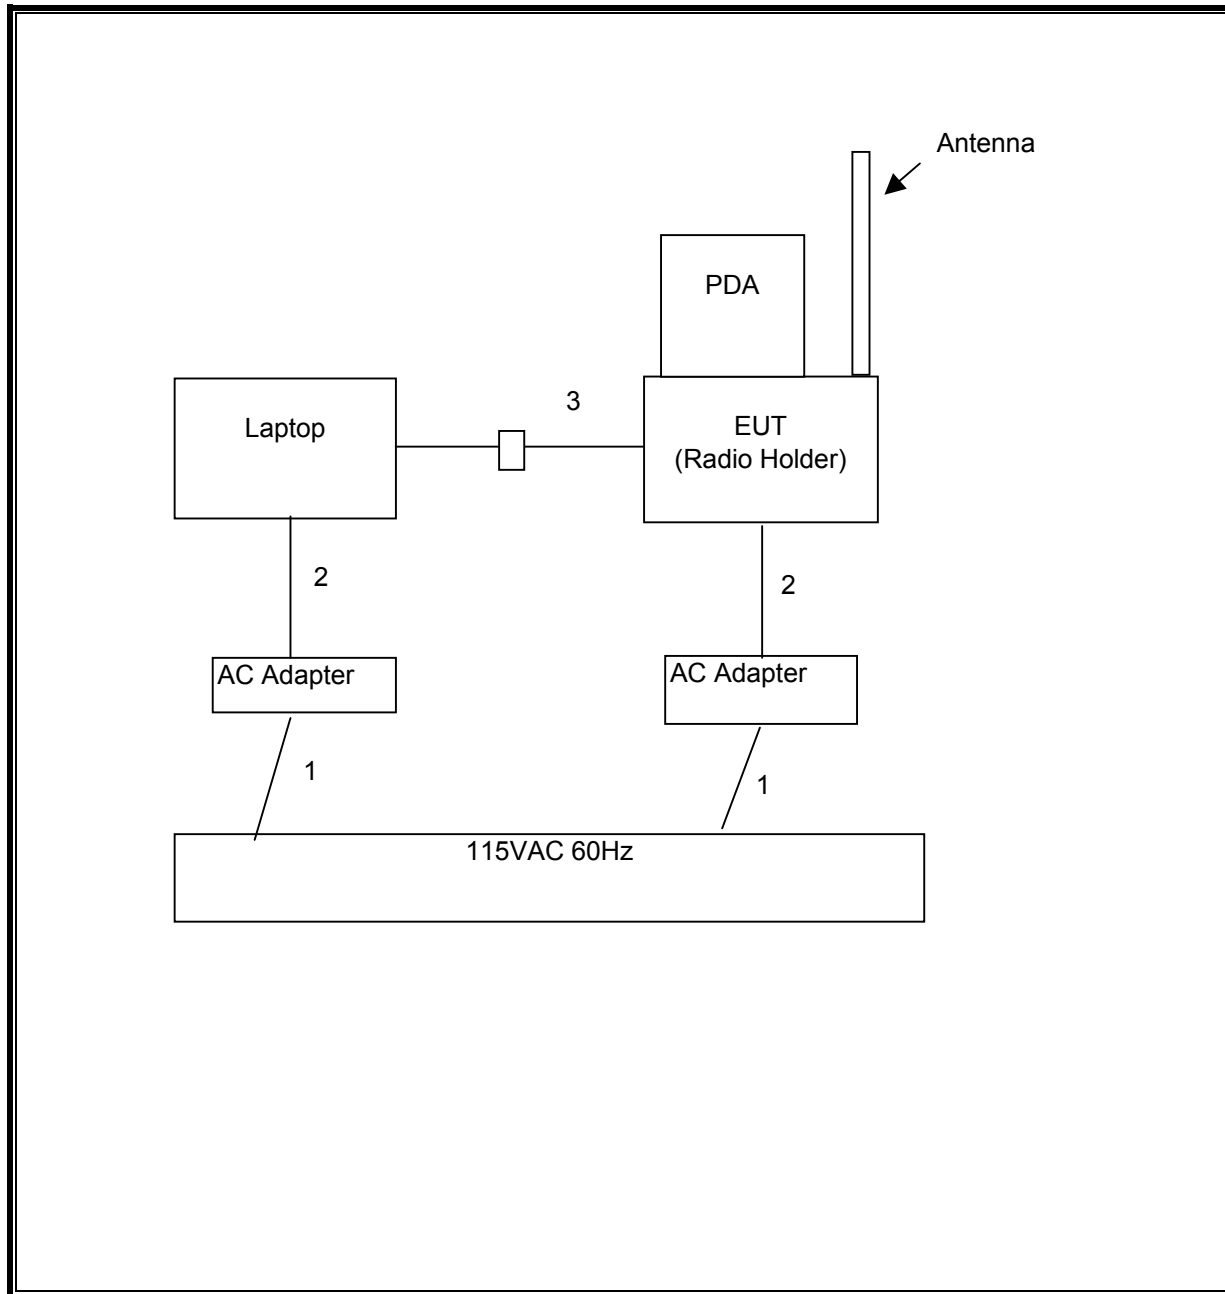 Antenna
PDA
3
Laptop
EUT
(Radio Holder)
2
2
AC Adapter
AC Adapter
1
1
115VAC 60Hz